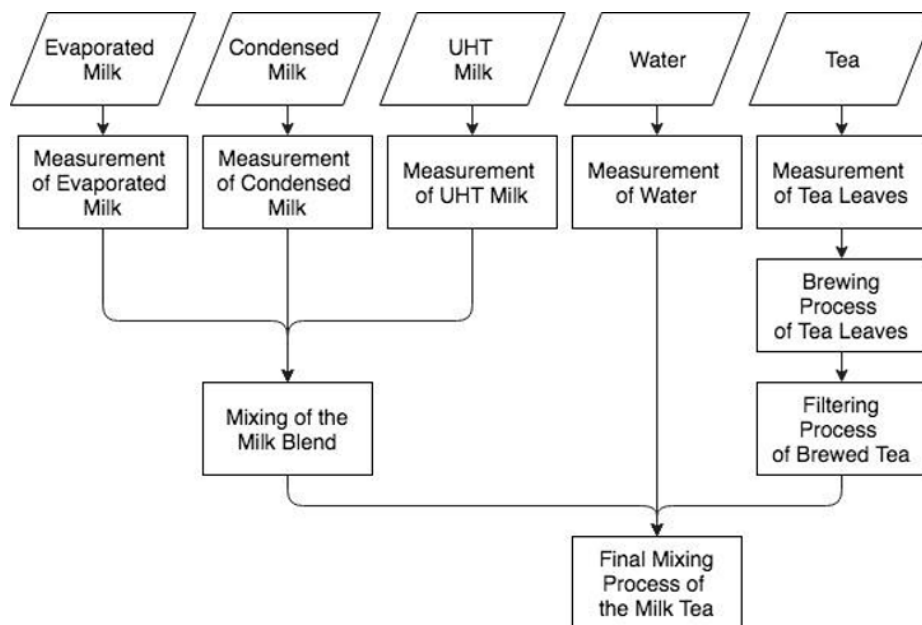 Evaporated
Milk
Condensed
Milk
UHT
Milk
Water
Tea
Measurement
of Evaporated
Milk
Measurement
of Condensed
Milk
Measurement
of UHT Milk
Measurement
of Water
Measurement
of Tea Leaves
Brewing
Process
of Tea Leaves
Mixing of the
Milk Blend
Filtering
Process
of Brewed Tea
Final Mixing
Process of
the Milk Tea